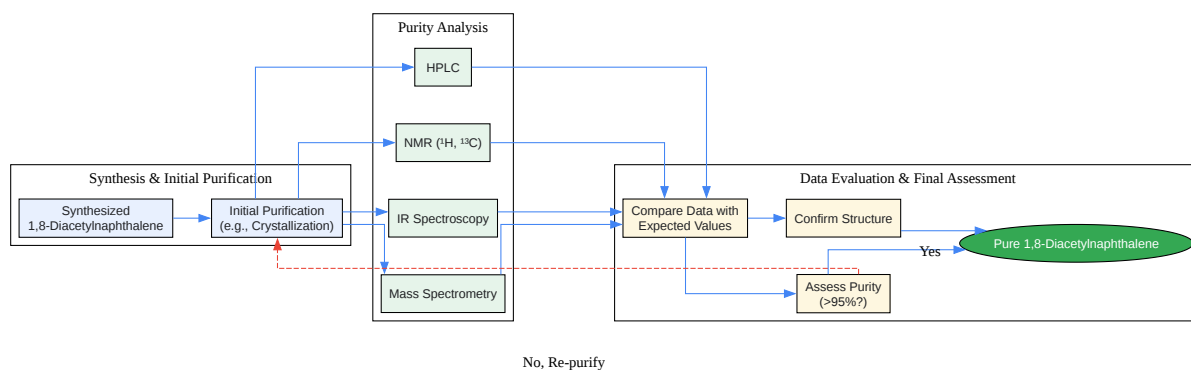 Purity Analysis
HPLC
NMR (¹H, ¹³C)
Synthesis & Initial Purification
Synthesized
1,8-Diacetylnaphthalene
Initial Purification
(e.g., Crystallization)
IR Spectroscopy
Mass Spectrometry
Data Evaluation & Final Assessment
Compare Data with
Expected Values
Confirm Structure
Yes
Pure 1,8-Diacetylnaphthalene
Assess Purity
(>95%?)
No, Re-purify